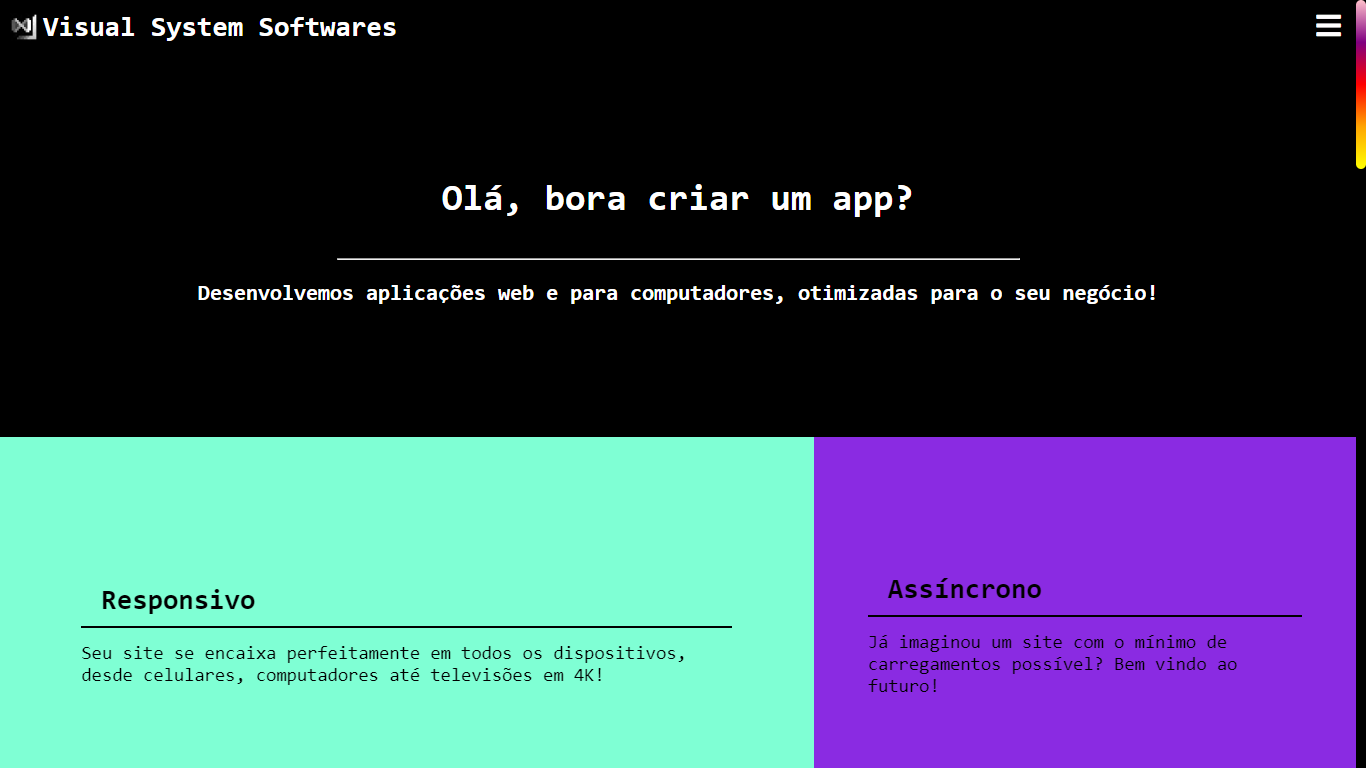 Visual System Softwares
Olá, bora criar um app?
Desenvolvemos aplicações web e para computadores, otimizadas para o seu negócio!
Responsivo
Seu site se encaixa perfeitamente em todos os dispositivos,
desde celulares, computadores até televisões em 4K!
Assíncrono
Já imaginou um site com o mínimo de
carregamentos possível? Bem vindo ao
futuro!